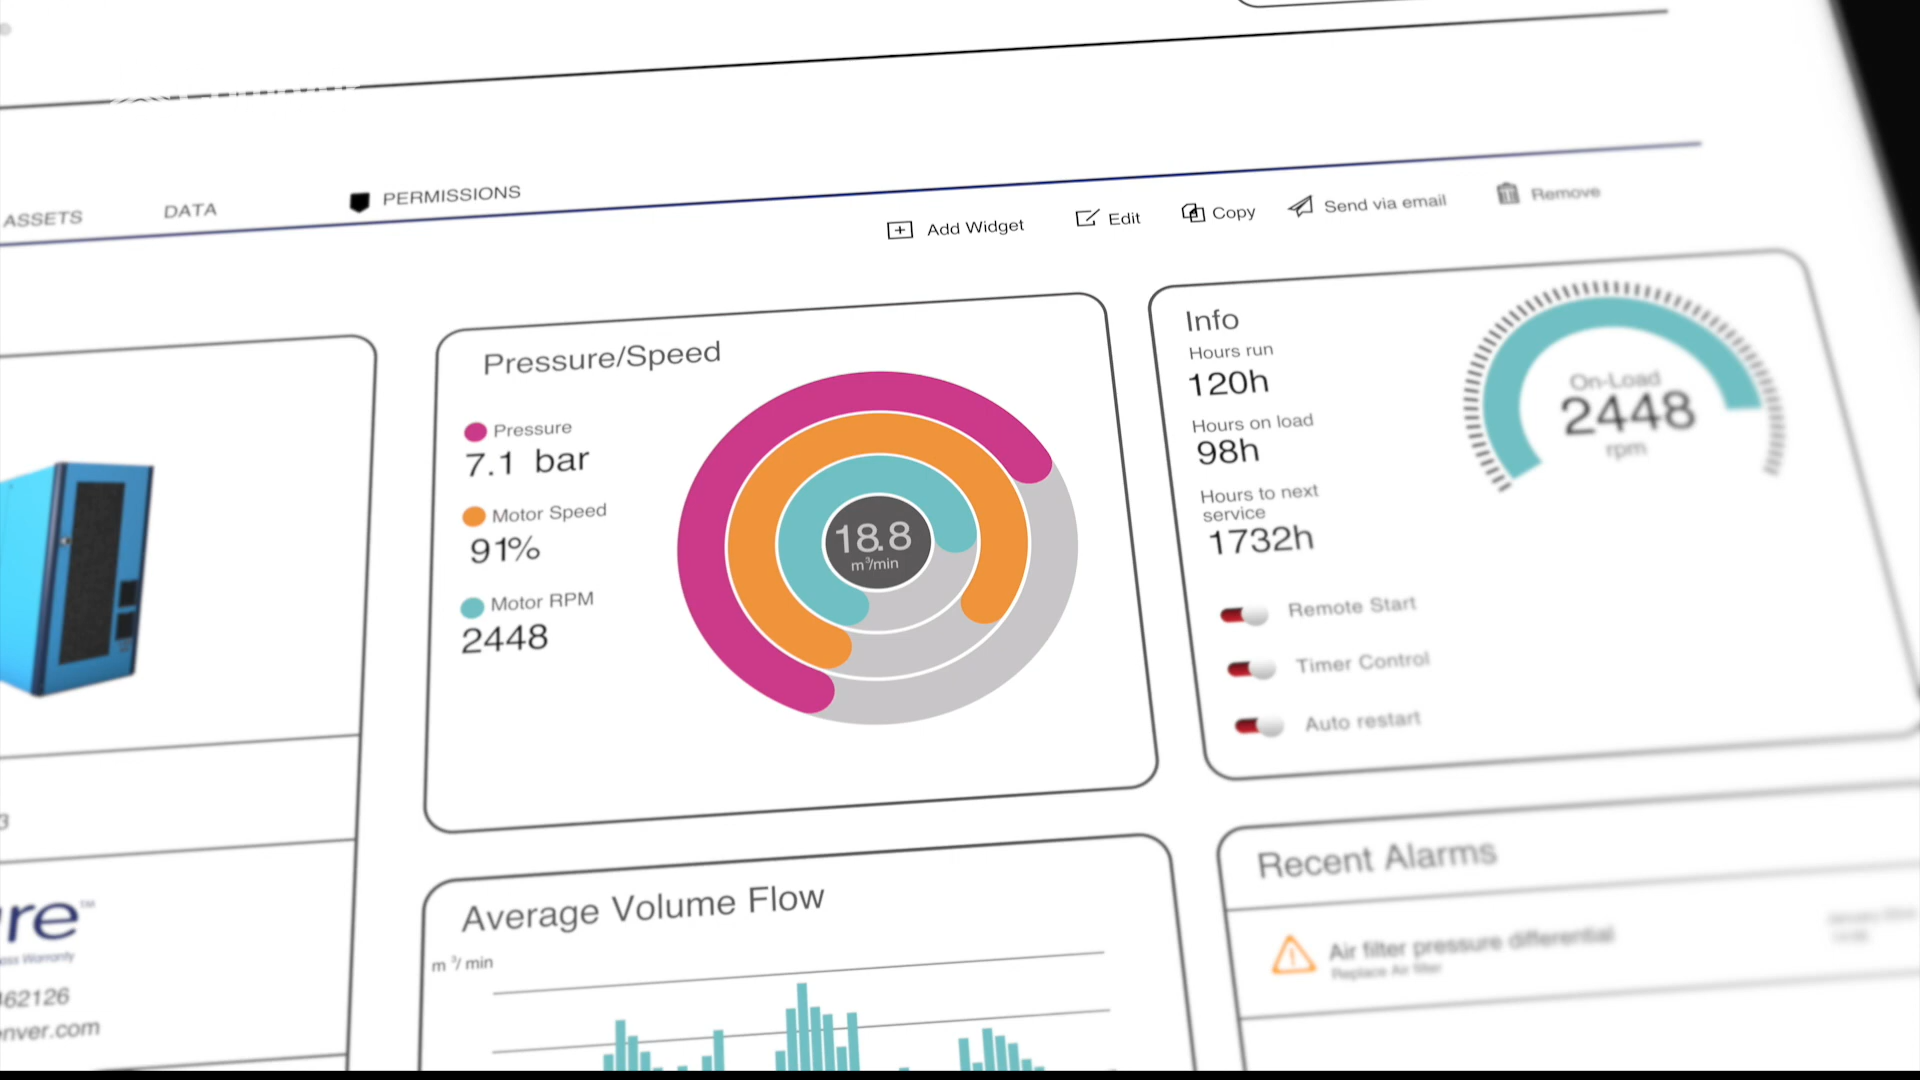 ASSETS
DATA
PERMISSIONS
Add Widget
Edit
Copy
Send via email
Remove
Pressure/Speed
Pressure
7.1 bar
Motor Speed
91%
Motor RPM
2448
18.8
m³/min
Info
Hours run
120h
Hours on load
98h
Hours to next
service
1732h
On-Load
2448
rpm
Remote Start
Timer Control
Auto restart
3
re™
Warranty
62126
nver.com
Average Volume Flow
m³/ min
Recent Alarms
Air filter pressure differential
Replace Air filter